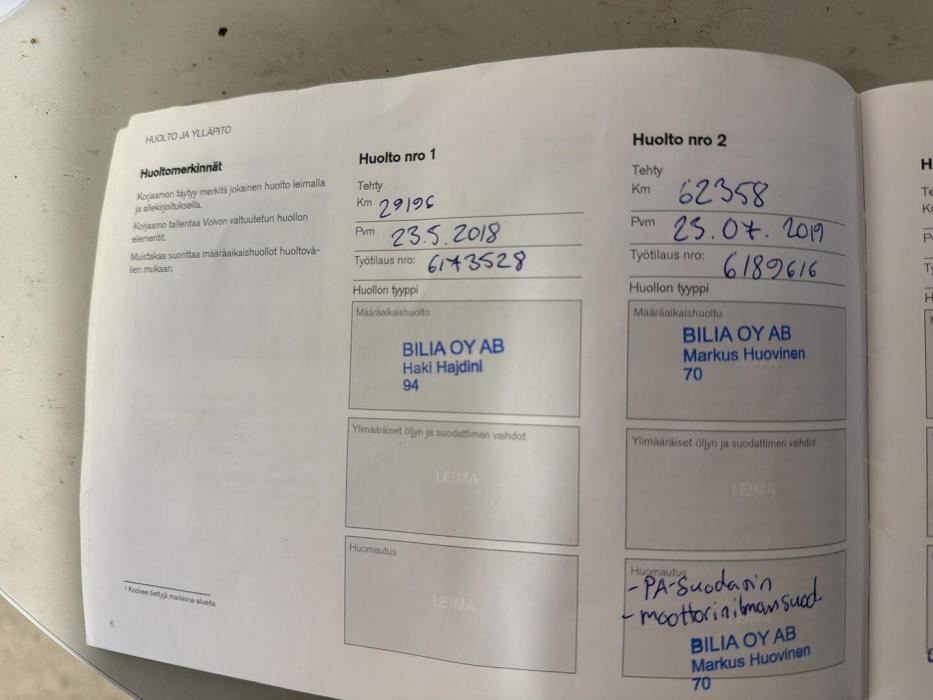 HUOLTO JA YLLÄPITO
Huoltomerkinnät
Korjaamon täytyy merkitä jokainen huolto leimalla
ja allekirjoituksella.
Korjaamo tallentaa Volvon valtuutetun huollon
elementit.
Muistakaa suorittaa määräaikaishuollot huoltovä-
lien mukaan.
1 Koskee tiettyjä markkina-alueita.
6
Huolto nro 1
Tehty
Km 29196
Pvm 23.5.2018
Työtilaus nro: 6173528
Huollon tyyppi
Määräaikaishuolto
BILIA OY AB
Haki Hajdini
94
Ylimääräiset öljyn ja suodattimen vaihdot
LEIMA
Huomautus
LEIMA
Huolto nro 2
Tehty
Km 62358
Pvm 25.07.2019
Työtilaus nro: 6189616
Huollon tyyppi
Määräaikaishuolto
BILIA OY AB
Markus Huovinen
70
Ylimääräiset öljyn ja suodattimen vaihdot
LEIMA
Huomautus
-PA-Suodatin
-moottorinilmansuod.
BILIA OY AB
Markus Huovinen
70